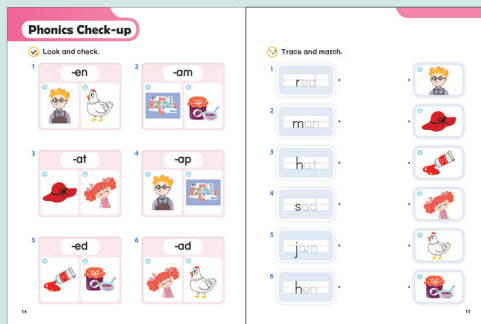 Phonics Check-up
Look and check.
1 -en
2 -am
3 -at
4 -ap
5 -ed
6 -ad
14
Trace and match.
1 red
2 man
3 hat
4 sad
5 jam
6 hen
15